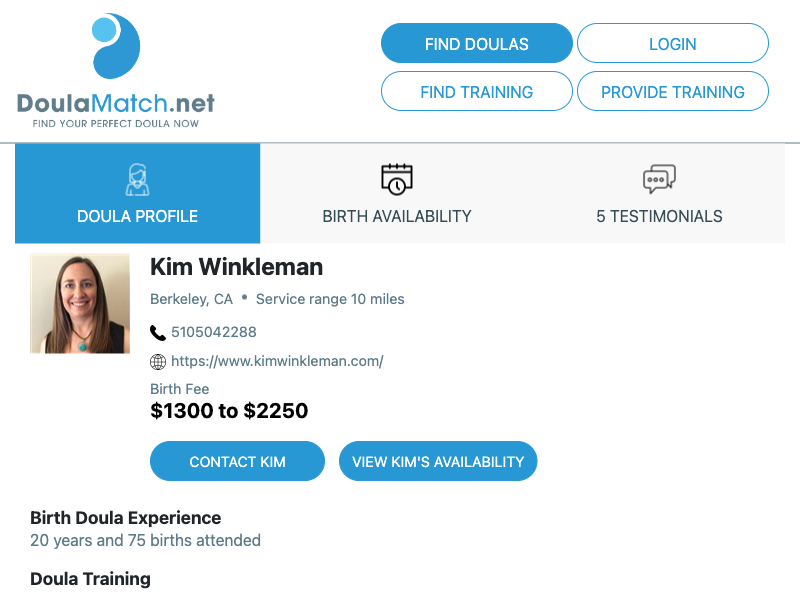 DoulaMatch.net
FIND YOUR PERFECT DOULA NOW
FIND DOULAS
LOGIN
FIND TRAINING
PROVIDE TRAINING
DOULA PROFILE
BIRTH AVAILABILITY
5 TESTIMONIALS
Kim Winkleman
Berkeley, CA • Service range 10 miles
5105042288
https://www.kimwinkleman.com/
Birth Fee
$1300 to $2250
CONTACT KIM
VIEW KIM'S AVAILABILITY
Birth Doula Experience
20 years and 75 births attended
Doula Training